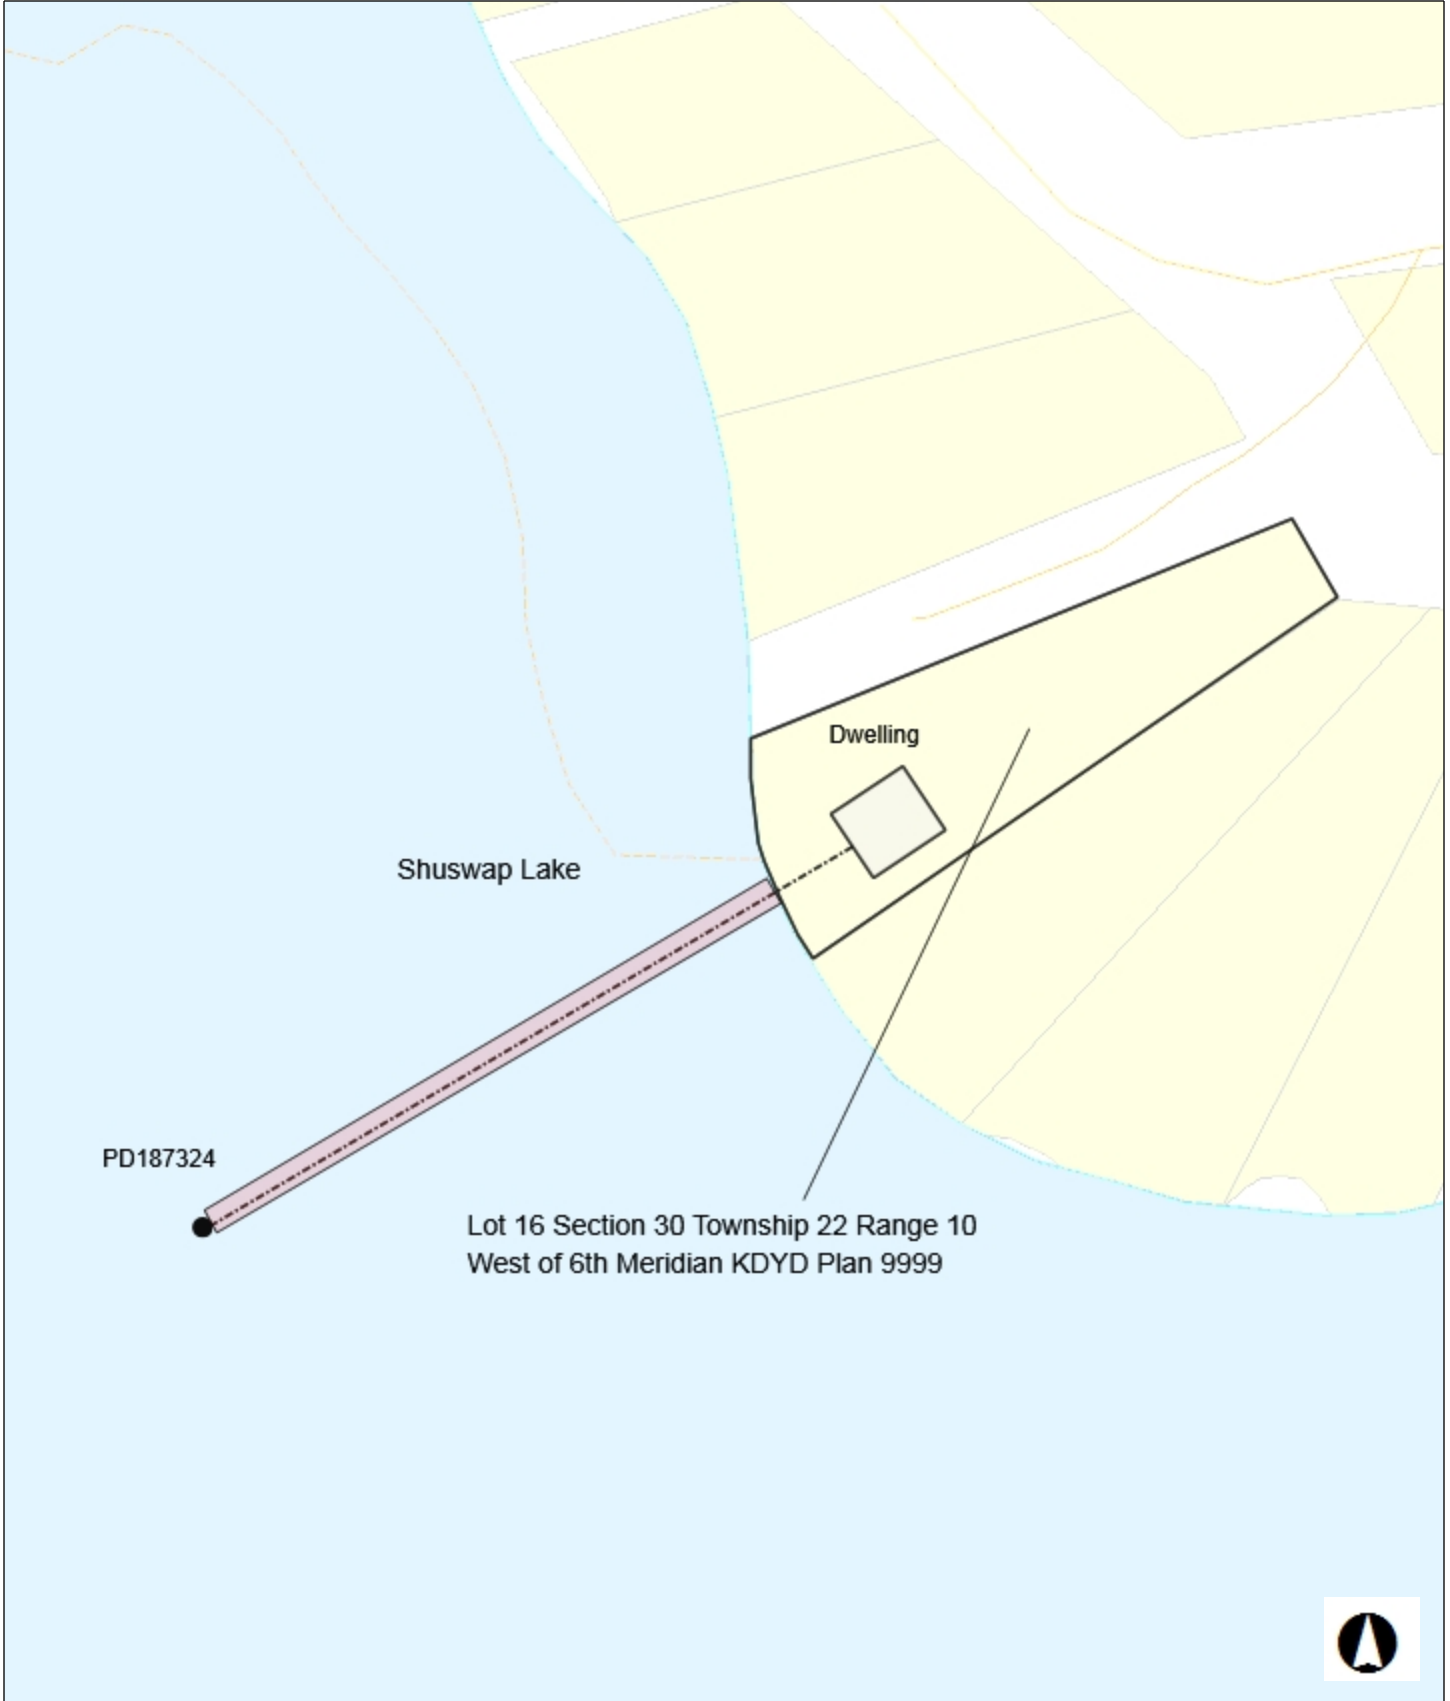 Dwelling
Shuswap Lake
PD187324
Lot 16 Section 30 Township 22 Range 10
West of 6th Meridian KDYD Plan 9999